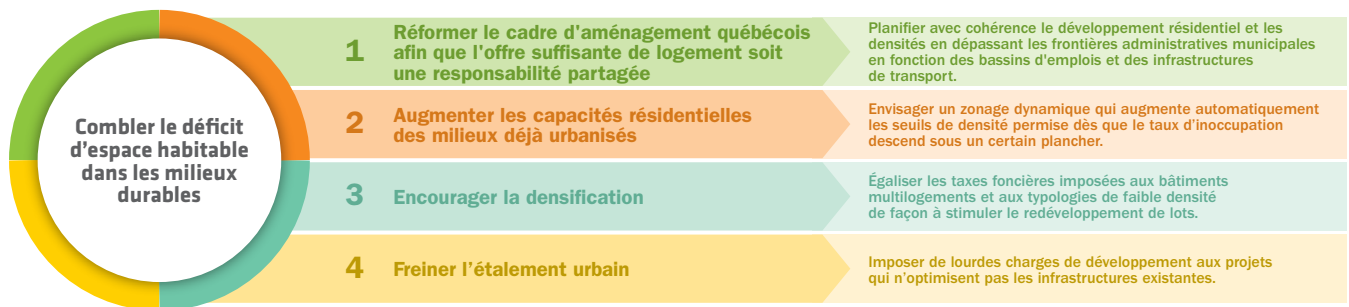 Combler le déficit
d'espace habitable
dans les milieux
durables
1
Réformer le cadre d'aménagement québécois
afin que l'offre suffisante de logement soit
une responsabilité partagée
Planifier avec cohérence le développement résidentiel et les
densités en dépassant les frontières administratives municipales
en fonction des bassins d'emplois et des infrastructures
de transport.
2
Augmenter les capacités résidentielles
des milieux déjà urbanisés
Envisager un zonage dynamique qui augmente automatiquement
les seuils de densité permise dès que le taux d'inoccupation
descend sous un certain plancher.
3
Encourager la densification
Égaliser les taxes foncières imposées aux bâtiments
multilogements et aux typologies de faible densité
de façon à stimuler le redéveloppement de lots.
4
Freiner l'étalement urbain
Imposer de lourdes charges de développement aux projets
qui n'optimisent pas les infrastructures existantes.